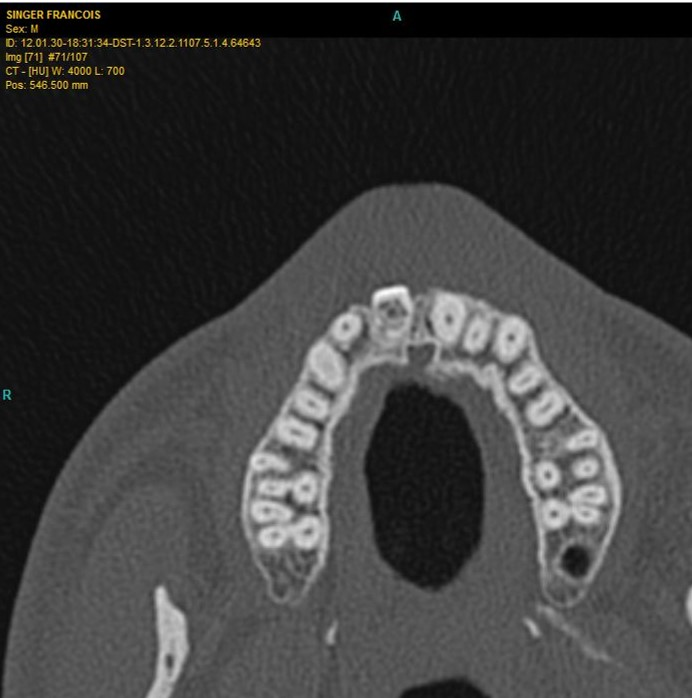 SINGER FRANCOIS
Sex: M
ID: 12.01.30-18:31:34-DST-1.3.12.2.1107.5.1.4.64643
Img [71] #71/107
CT - [HU] W: 4000 L: 700
Pos: 546.500 mm
A
R